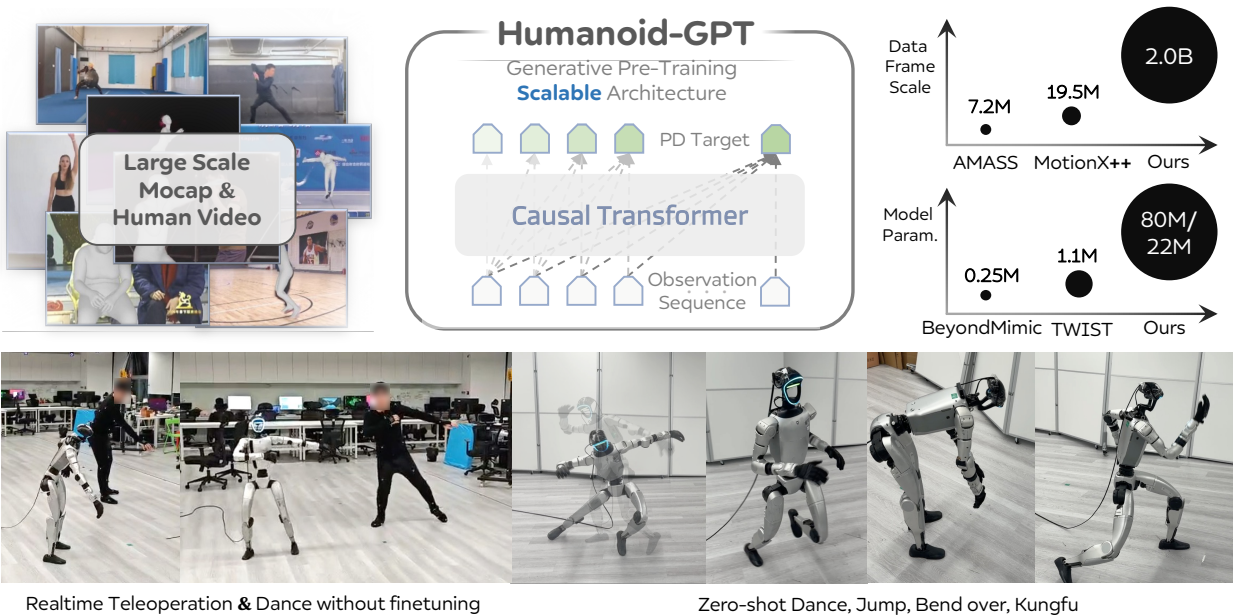 Large Scale
Mocap &
Human Video
Humanoid-GPT
Generative Pre-Training
Scalable Architecture
PD Target
Causal Transformer
Observation
Sequence
Data
Frame
Scale
7.2M
19.5M
2.0B
AMASS MotionX++ Ours
Model
Param.
0.25M
1.1M
80M/
22M
BeyondMimic TWIST Ours
Realtime Teleoperation & Dance without finetuning
Zero-shot Dance, Jump, Bend over, Kungfu